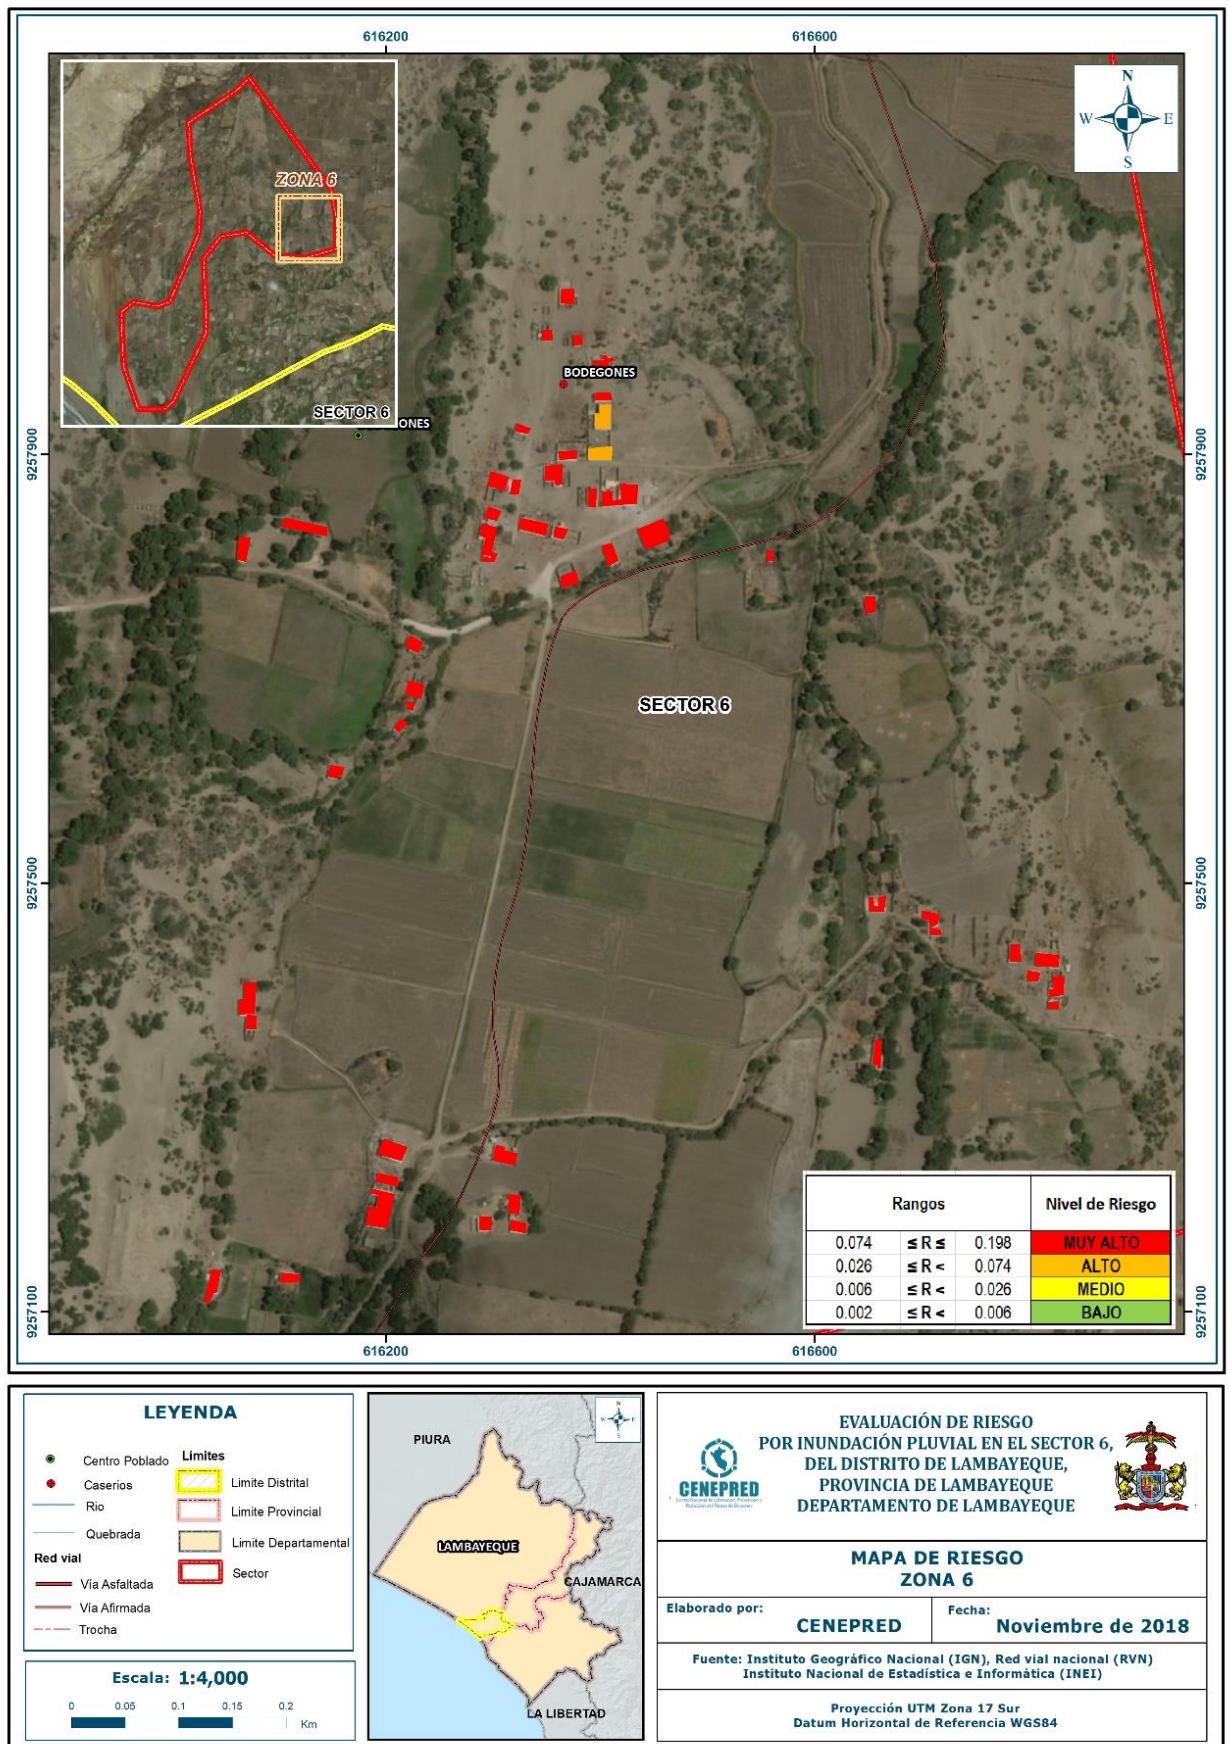 616200
616600
N
W
E
S
ZONA 6
SECTOR 6
BODEGONES
ONES
9257900
9257900
SECTOR 6
9257500
9257500
Rangos
Nivel de Riesgo
0.074 ≤ R ≤ 0.198 MUY ALTO
0.026 ≤ R < 0.074 ALTO
0.006 ≤ R < 0.026 MEDIO
0.002 ≤ R < 0.006 BAJO
9257100
9257100
616200
616600
LEYENDA
Centro Poblado
Caserios
Rio
Quebrada
Red vial
Vía Asfaltada
Vía Afirmada
Trocha
Limites
Limite Distrital
Limite Provincial
Limite Departamental
Sector
Escala: 1:4,000
0 0.05 0.1 0.15 0.2
Km
PIURA
N
W
E
S
LAMBAYEQUE
CAJAMARCA
LA LIBERTAD
CENEPRED
EVALUACIÓN DE RIESGO
POR INUNDACIÓN PLUVIAL EN EL SECTOR 6,
DEL DISTRITO DE LAMBAYEQUE,
PROVINCIA DE LAMBAYEQUE
DEPARTAMENTO DE LAMBAYEQUE
MAPA DE RIESGO
ZONA 6
Elaborado por:
CENEPRED
Fecha:
Noviembre de 2018
Fuente: Instituto Geográfico Nacional (IGN), Red vial nacional (RVN)
Instituto Nacional de Estadística e Informática (INEI)
Proyección UTM Zona 17 Sur
Datum Horizontal de Referencia WGS84